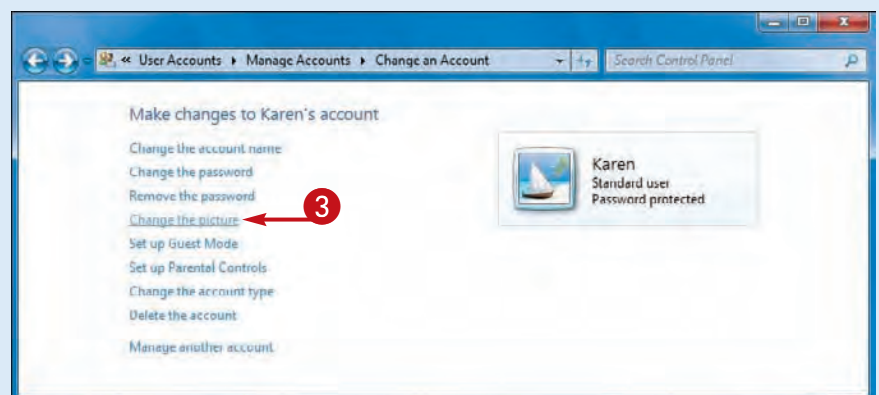 « User Accounts ▸ Manage Accounts ▸ Change an Account
Search Control Panel
Make changes to Karen's account
Change the account name
Change the password
Remove the password
Change the picture
3
Set up Guest Mode
Set up Parental Controls
Change the account type
Delete the account
Manage another account
Karen
Standard user
Password protected